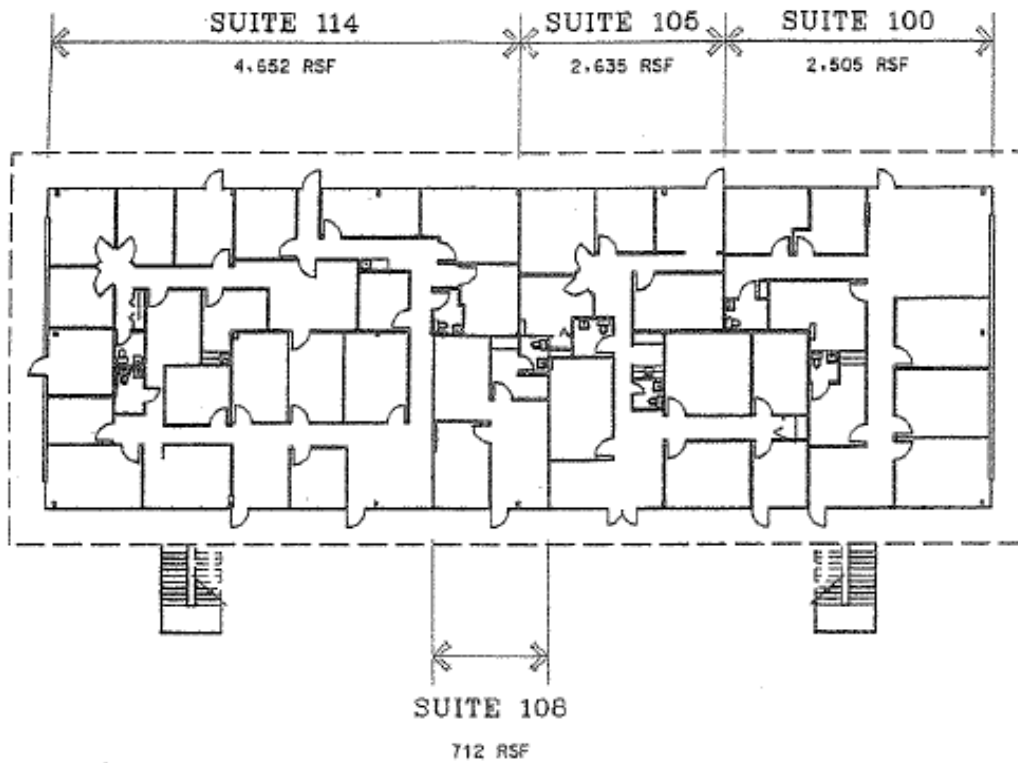 SUITE 114
SUITE 105
SUITE 100
4,652 RSF
2,635 RSF
2,505 RSF
SUITE 108
712 RSF